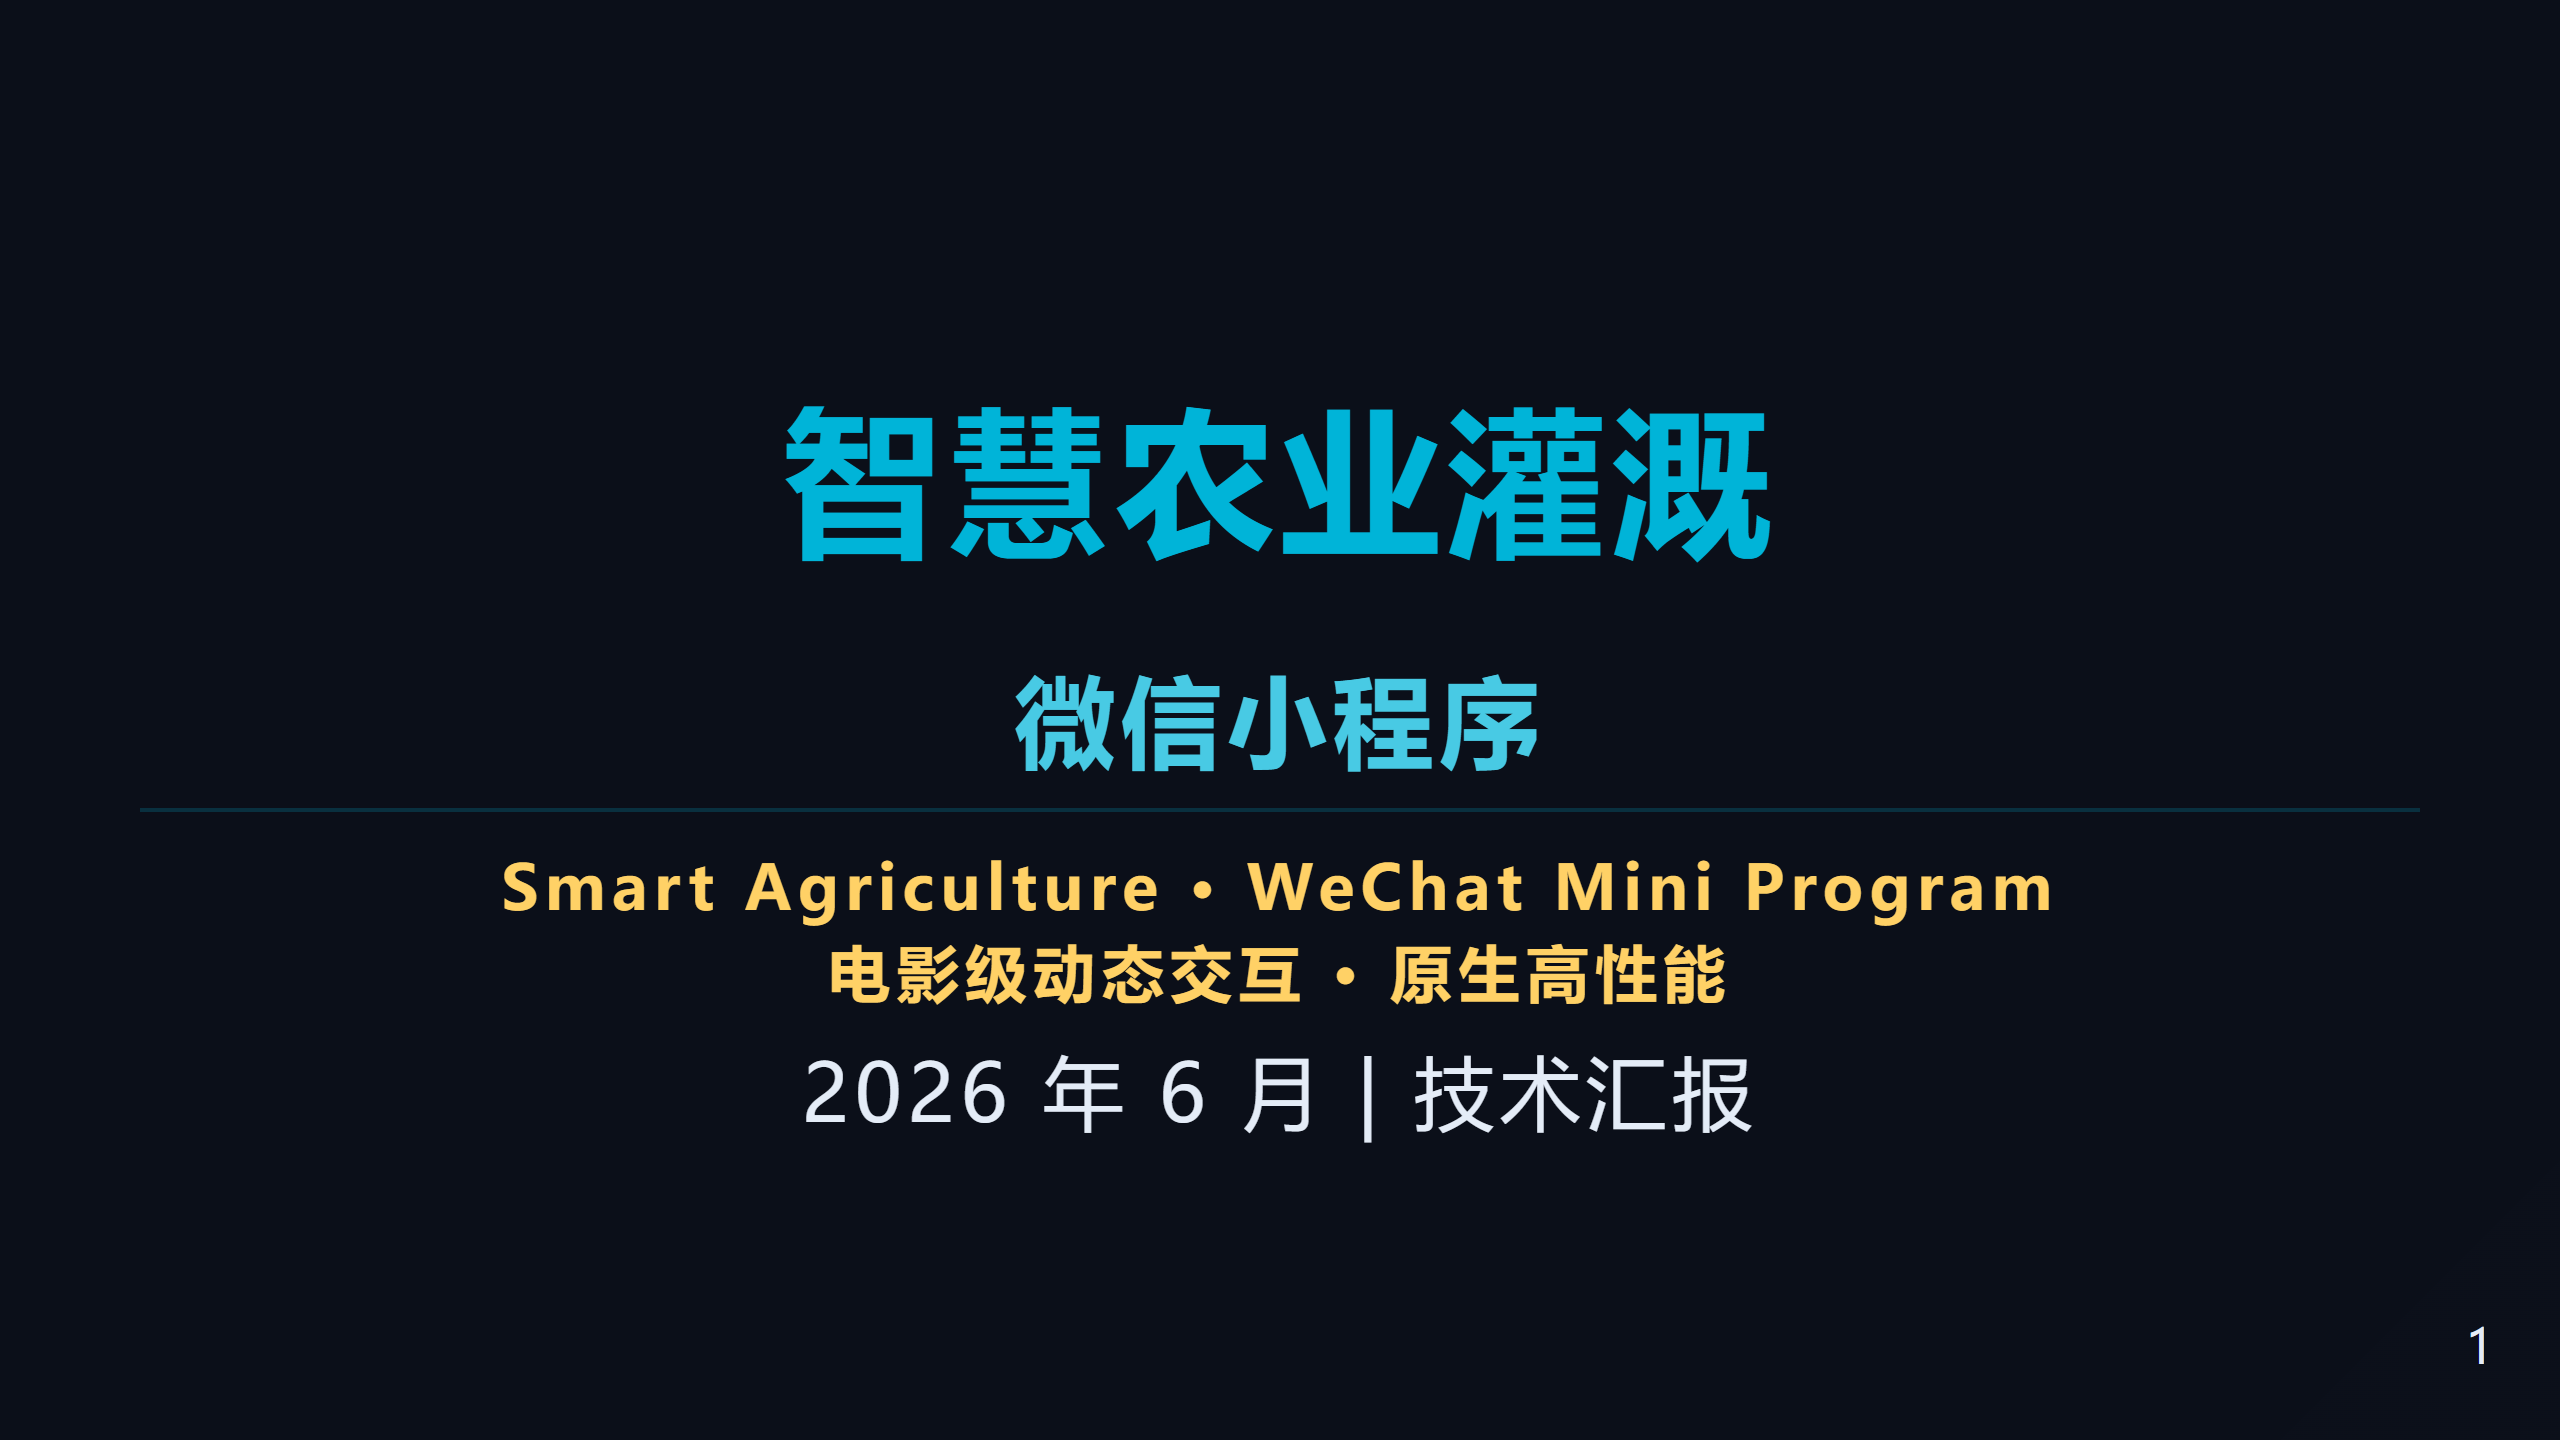 智慧农业灌溉
微信小程序
Smart Agriculture • WeChat Mini Program
电影级动态交互 • 原生高性能
2026 年 6 月 | 技术汇报
1